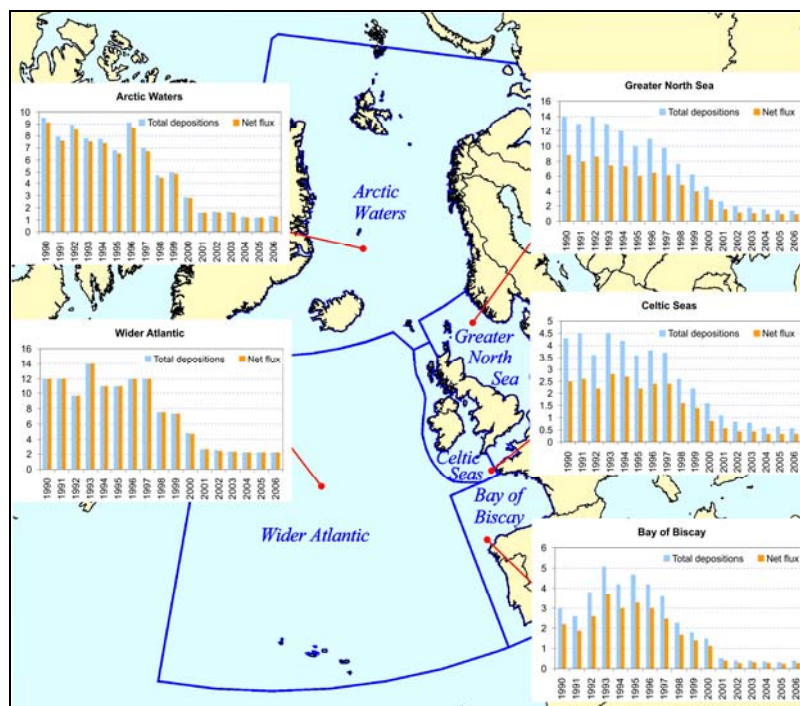 Arctic Waters
Total depositions Net flux
10
9
8
7
6
5
4
3
2
1
0
1990 1991 1992 1993 1994 1995 1996 1997 1998 1999 2000 2001 2002 2003 2004 2005 2006
Wider Atlantic
Total depositions Net flux
16
14
12
10
8
6
4
2
0
1990 1991 1992 1993 1994 1995 1996 1997 1998 1999 2000 2001 2002 2003 2004 2005 2006
Arctic
Waters
Greater
North
Sea
Celtic
Seas
Bay of
Biscay
Wider Atlantic
Greater North Sea
Total depositions Net flux
16
14
12
10
8
6
4
2
0
1990 1991 1992 1993 1994 1995 1996 1997 1998 1999 2000 2001 2002 2003 2004 2005 2006
Celtic Seas
Total depositions Net flux
5
4.5
4
3.5
3
2.5
2
1.5
1
0.5
0
1990 1991 1992 1993 1994 1995 1996 1997 1998 1999 2000 2001 2002 2003 2004 2005 2006
Bay of Biscay
Total depositions Net flux
6
5
4
3
2
1
0
1990 1991 1992 1993 1994 1995 1996 1997 1998 1999 2000 2001 2002 2003 2004 2005 2006